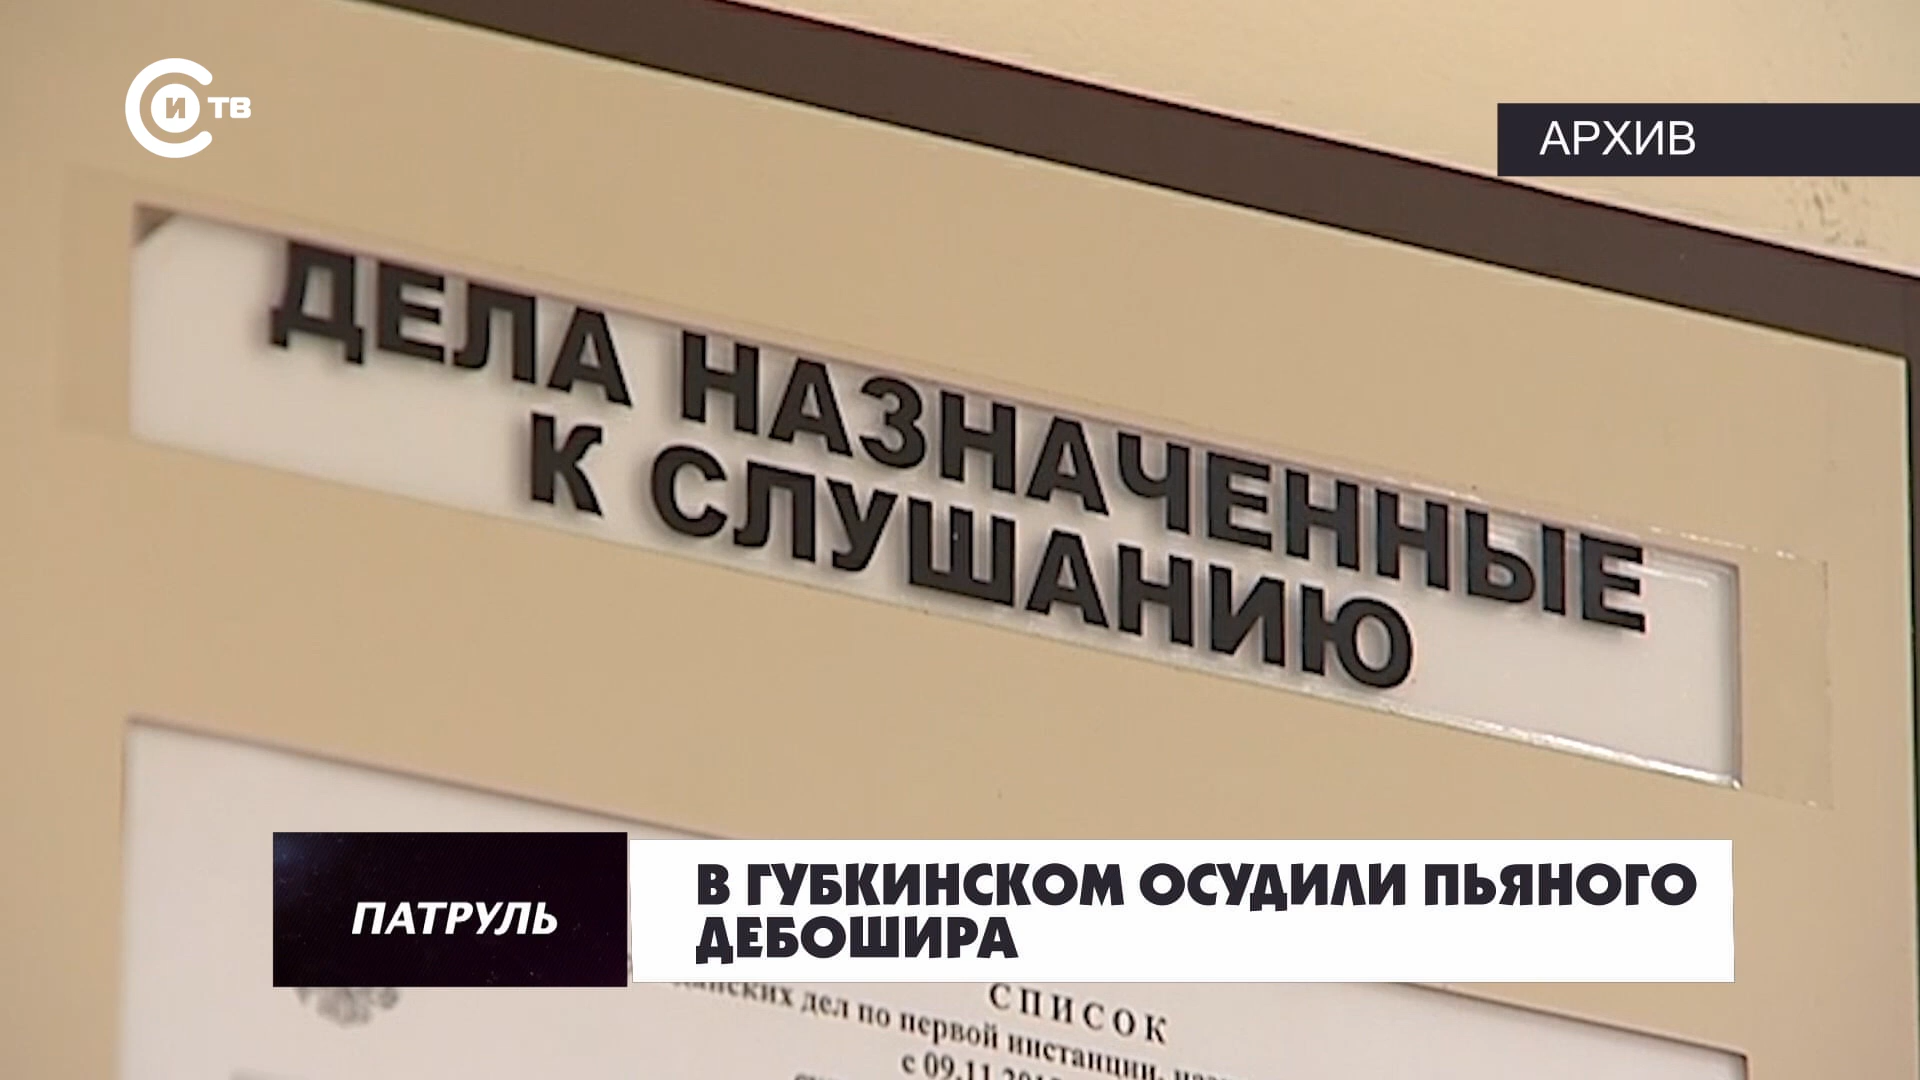 СИТВ
АРХИВ
ДЕЛА НАЗНАЧЕННЫЕ
К СЛУШАНИЮ
ПАТРУЛЬ
В ГУБКИНСКОМ ОСУДИЛИ ПЬЯНОГО
ДЕБОШИРА
СПИСОК
дел по первой инстанции,
с 09.11